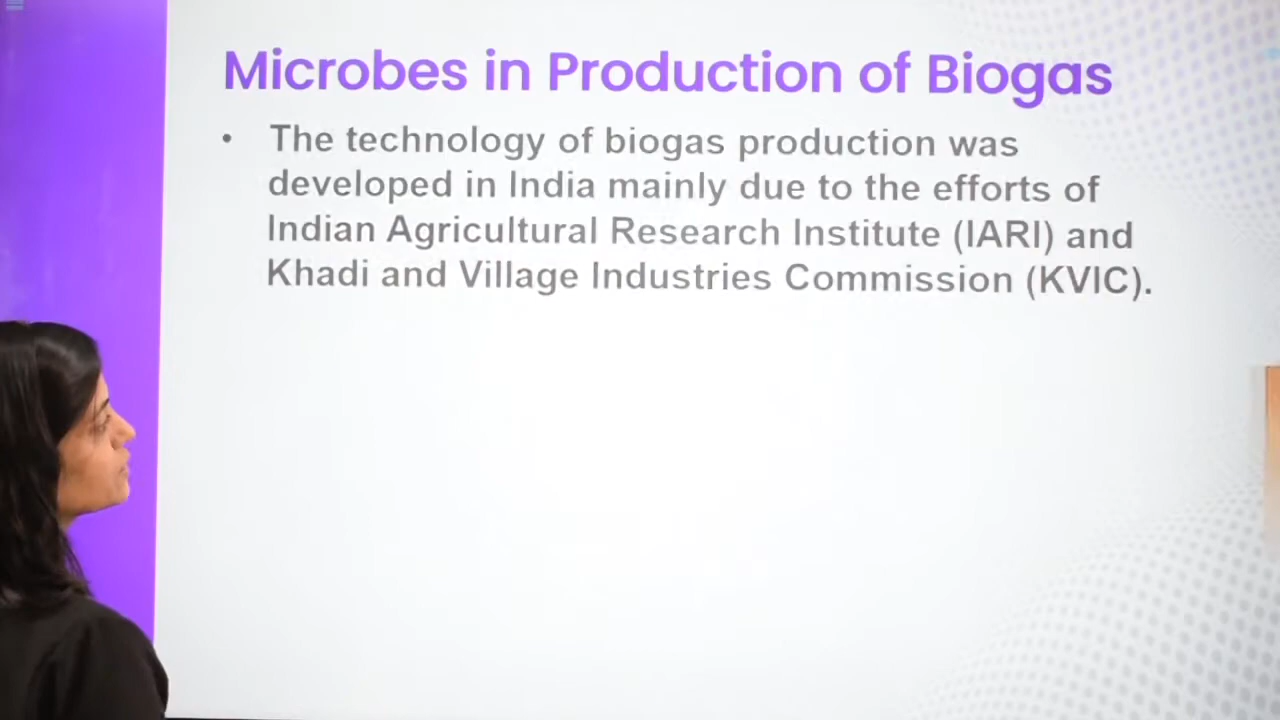 Microbes in Production of Biogas
• The technology of biogas production was
developed in India mainly due to the efforts of
Indian Agricultural Research Institute (IARI) and
Khadi and Village Industries Commission (KVIC).